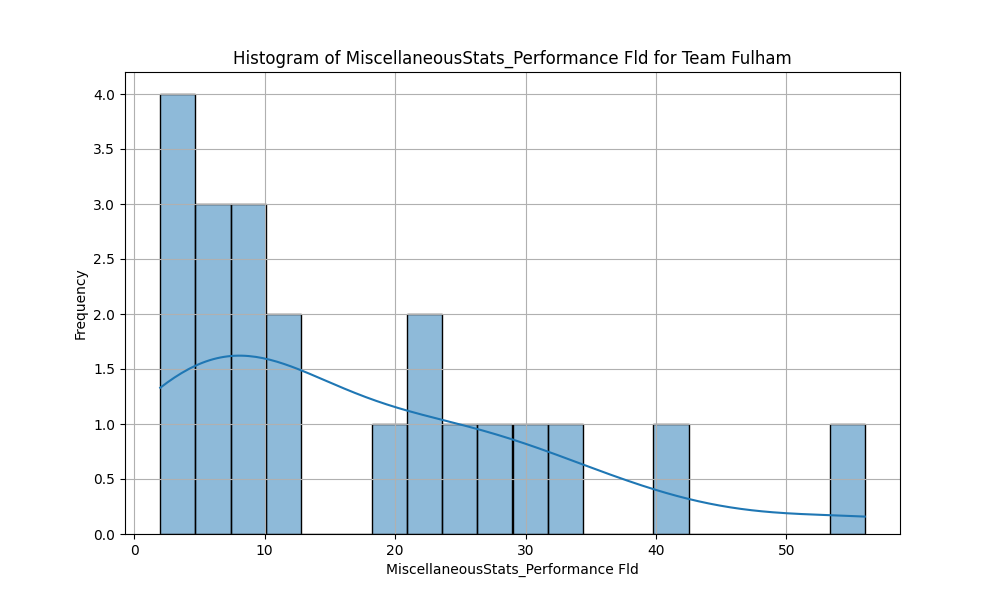 Histogram of MiscellaneousStats_Performance Fld for Team Fulham
Frequency
4.0
3.5
3.0
2.5
2.0
1.5
1.0
0.5
0.0
0 10 20 30 40 50
MiscellaneousStats_Performance Fld